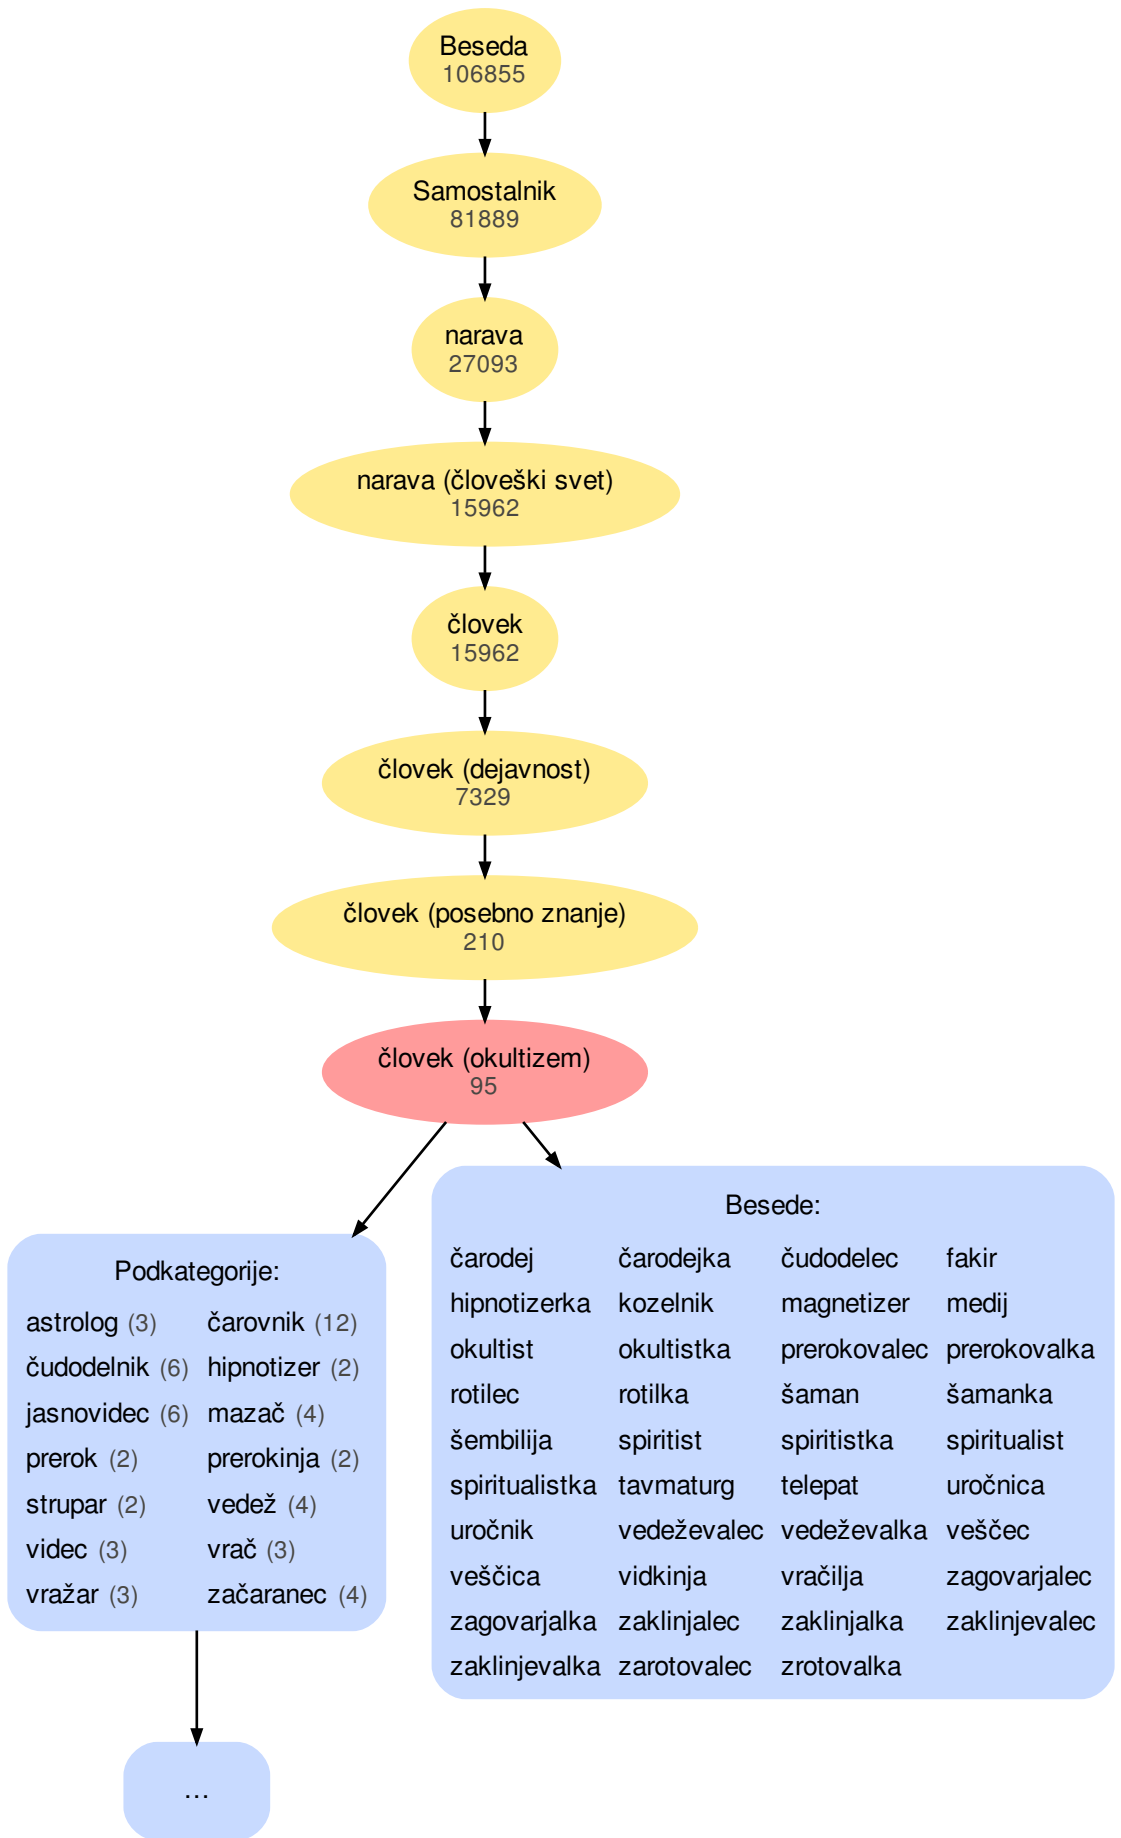 Beseda
106855
Samostalnik
81889
narava
27093
narava (človeški svet)
15962
človek
15962
človek (dejavnost)
7329
človek (posebno znanje)
210
človek (okultizem)
95
Podkategorije:
astrolog (3) čarovnik (12)
čudodelnik (6) hipnotizer (2)
jasnovidec (6) mazač (4)
prerok (2) prerokinja (2)
strupar (2) vedež (4)
videc (3) vrač (3)
vražar (3) začaranec (4)
...
Besede:
čarodej čarodejka čudodelec fakir
hipnotizerka kozelnik magnetizer medij
okultist okultistka prerokovalec prerokovalka
rotilec rotilka šaman šamanka
šembilija spiritist spiritistka spiritualist
spiritualistka tavmaturg telepat uročnica
uročnik vedeževalec vedeževalka veščec
veščica vidkinja vračilja zagovarjalec
zagovarjalka zaklinjalec zaklinjalka zaklinjevalec
zaklinjevalka zarotovalec zrotovalka